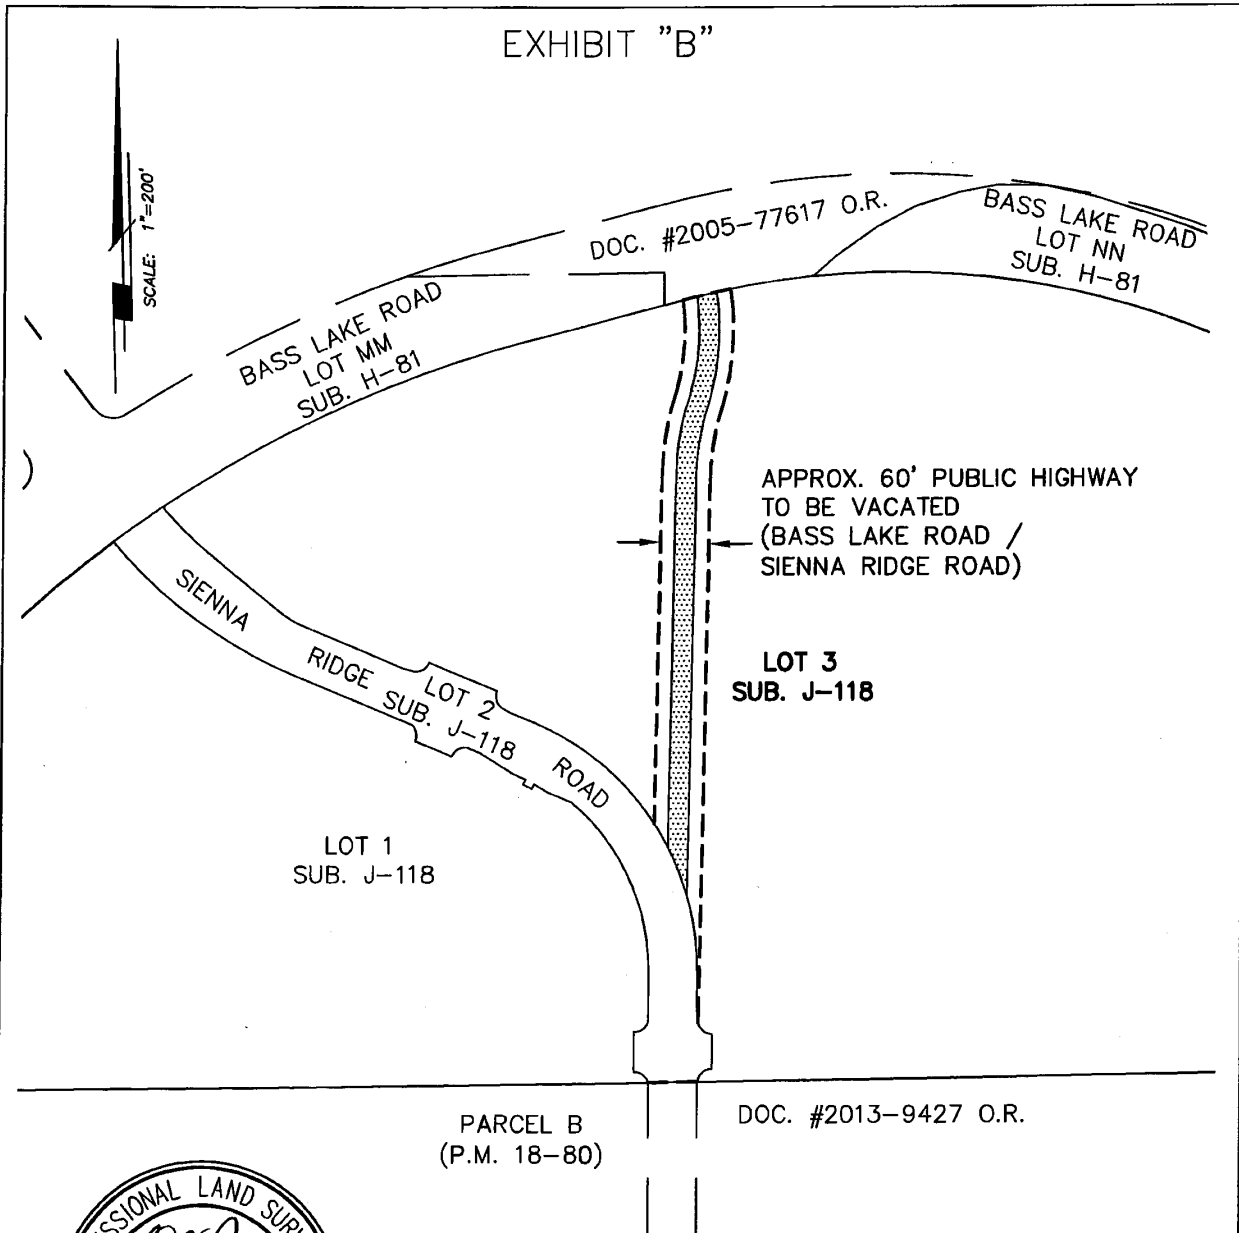 EXHIBIT "B"
SCALE: 1"=200'
DOC. #2005-77617 O.R.
BASS LAKE ROAD
LOT NN
SUB. H-81
BASS LAKE ROAD
LOT MM
SUB. H-81
APPROX. 60' PUBLIC HIGHWAY
TO BE VACATED
(BASS LAKE ROAD /
SIENNA RIDGE ROAD)
SIENNA RIDGE ROAD
LOT 2
SUB. J-118
LOT 3
SUB. J-118
LOT 1
SUB. J-118
PARCEL B
(P.M. 18-80)
DOC. #2013-9427 O.R.
LAND